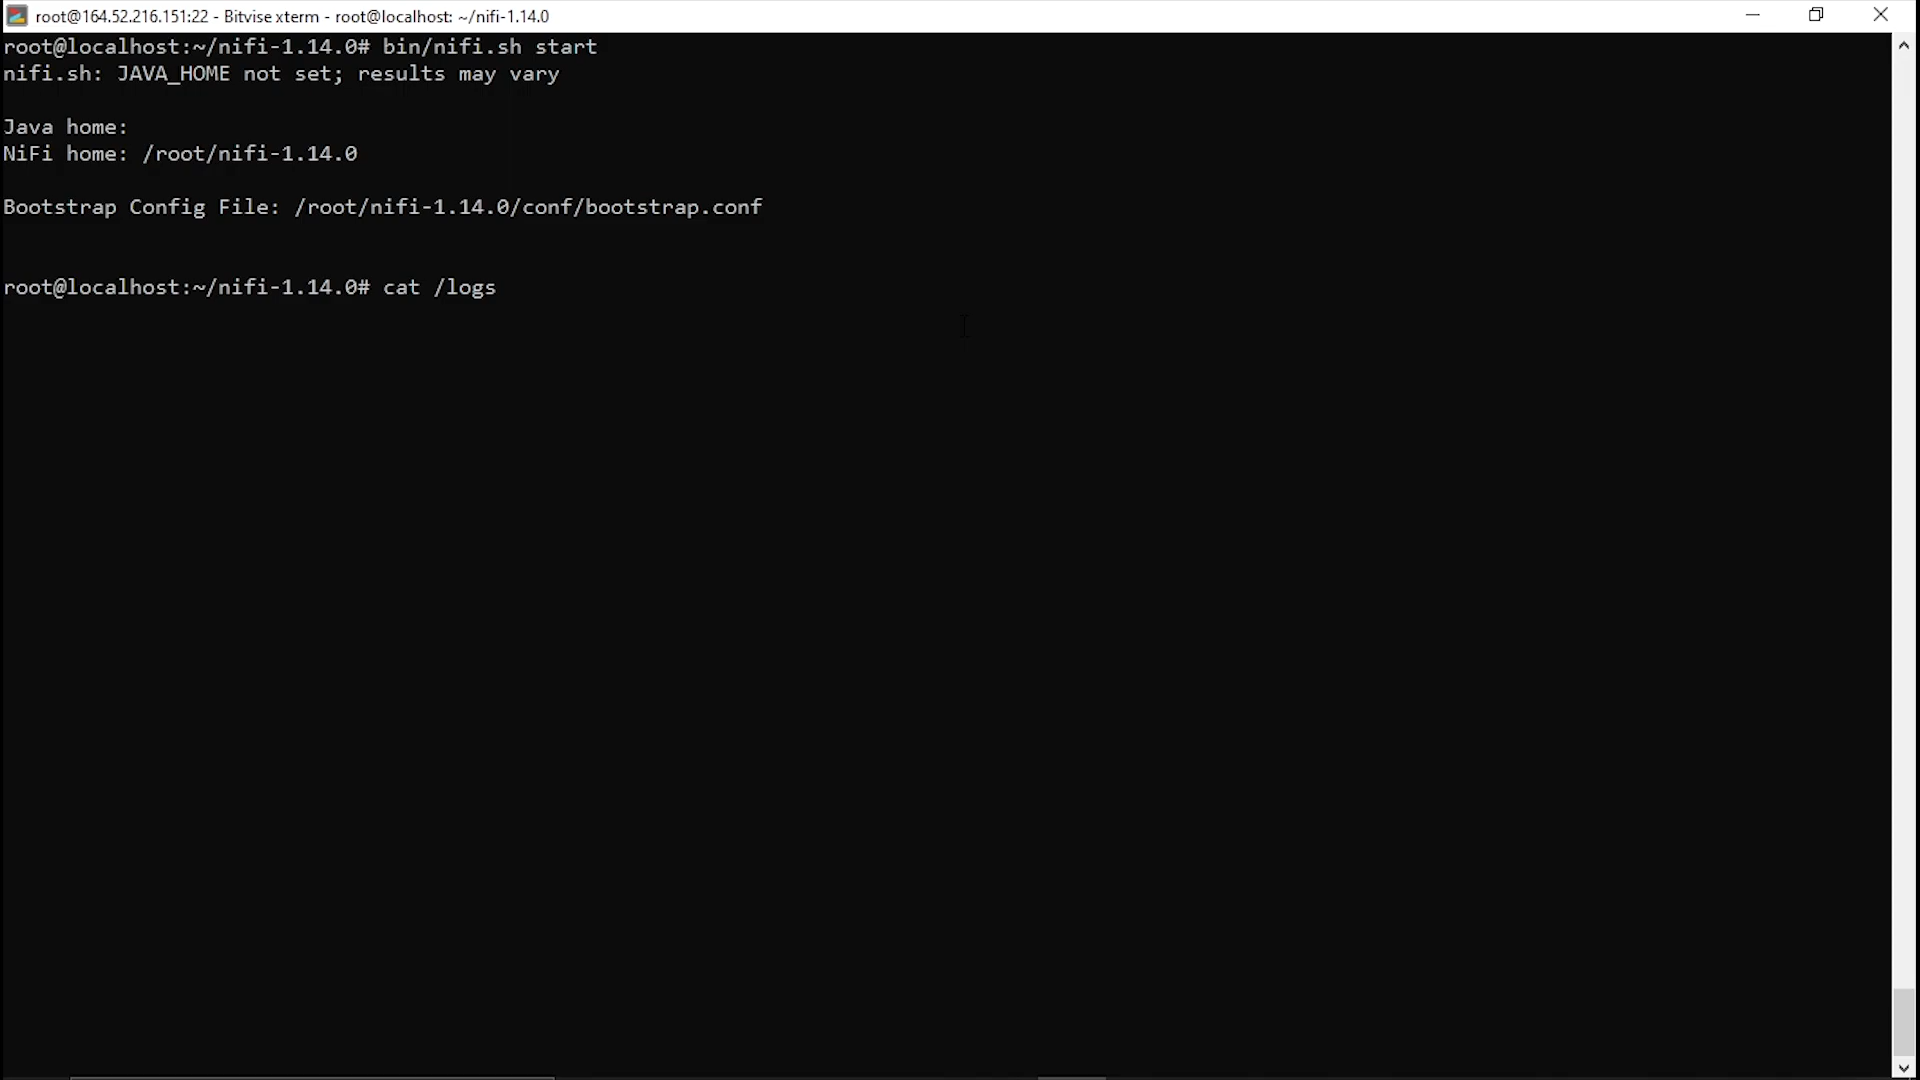 root@164.52.216.151:22 - Bitvise xterm - root@localhost: ~/nifi-1.14.0
root@localhost:~/nifi-1.14.0# bin/nifi.sh start
nifi.sh: JAVA_HOME not set; results may vary
Java home:
NiFi home: /root/nifi-1.14.0
Bootstrap Config File: /root/nifi-1.14.0/conf/bootstrap.conf
root@localhost:~/nifi-1.14.0# cat /logs